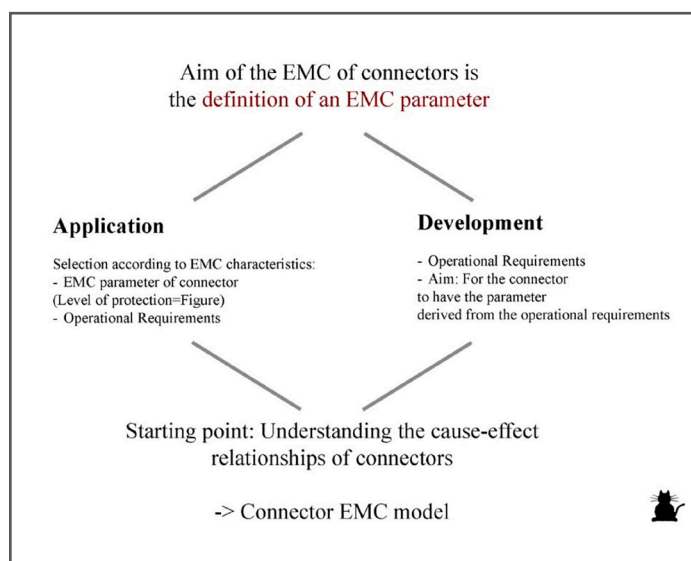 Aim of the EMC of connectors is
the definition of an EMC parameter
Application
Selection according to EMC characteristics:
- EMC parameter of connector
(Level of protection=Figure)
- Operational Requirements
Development
- Operational Requirements
- Aim: For the connector
to have the parameter
derived from the operational requirements
Starting point: Understanding the cause-effect
relationships of connectors
-> Connector EMC model